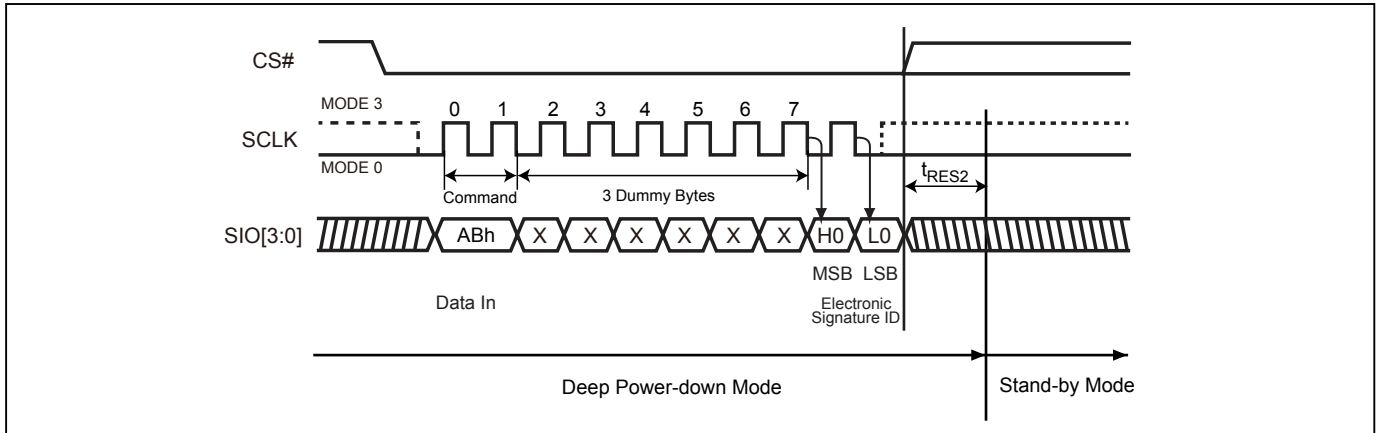 CS#
MODE 3
0 1 2 3 4 5 6 7
SCLK
MODE 0
tRES2
Command
3 Dummy Bytes
SIO[3:0]
ABh X X X X X X H0 L0
MSB LSB
Data In
Electronic
Signature ID
Deep Power-down Mode
Stand-by Mode